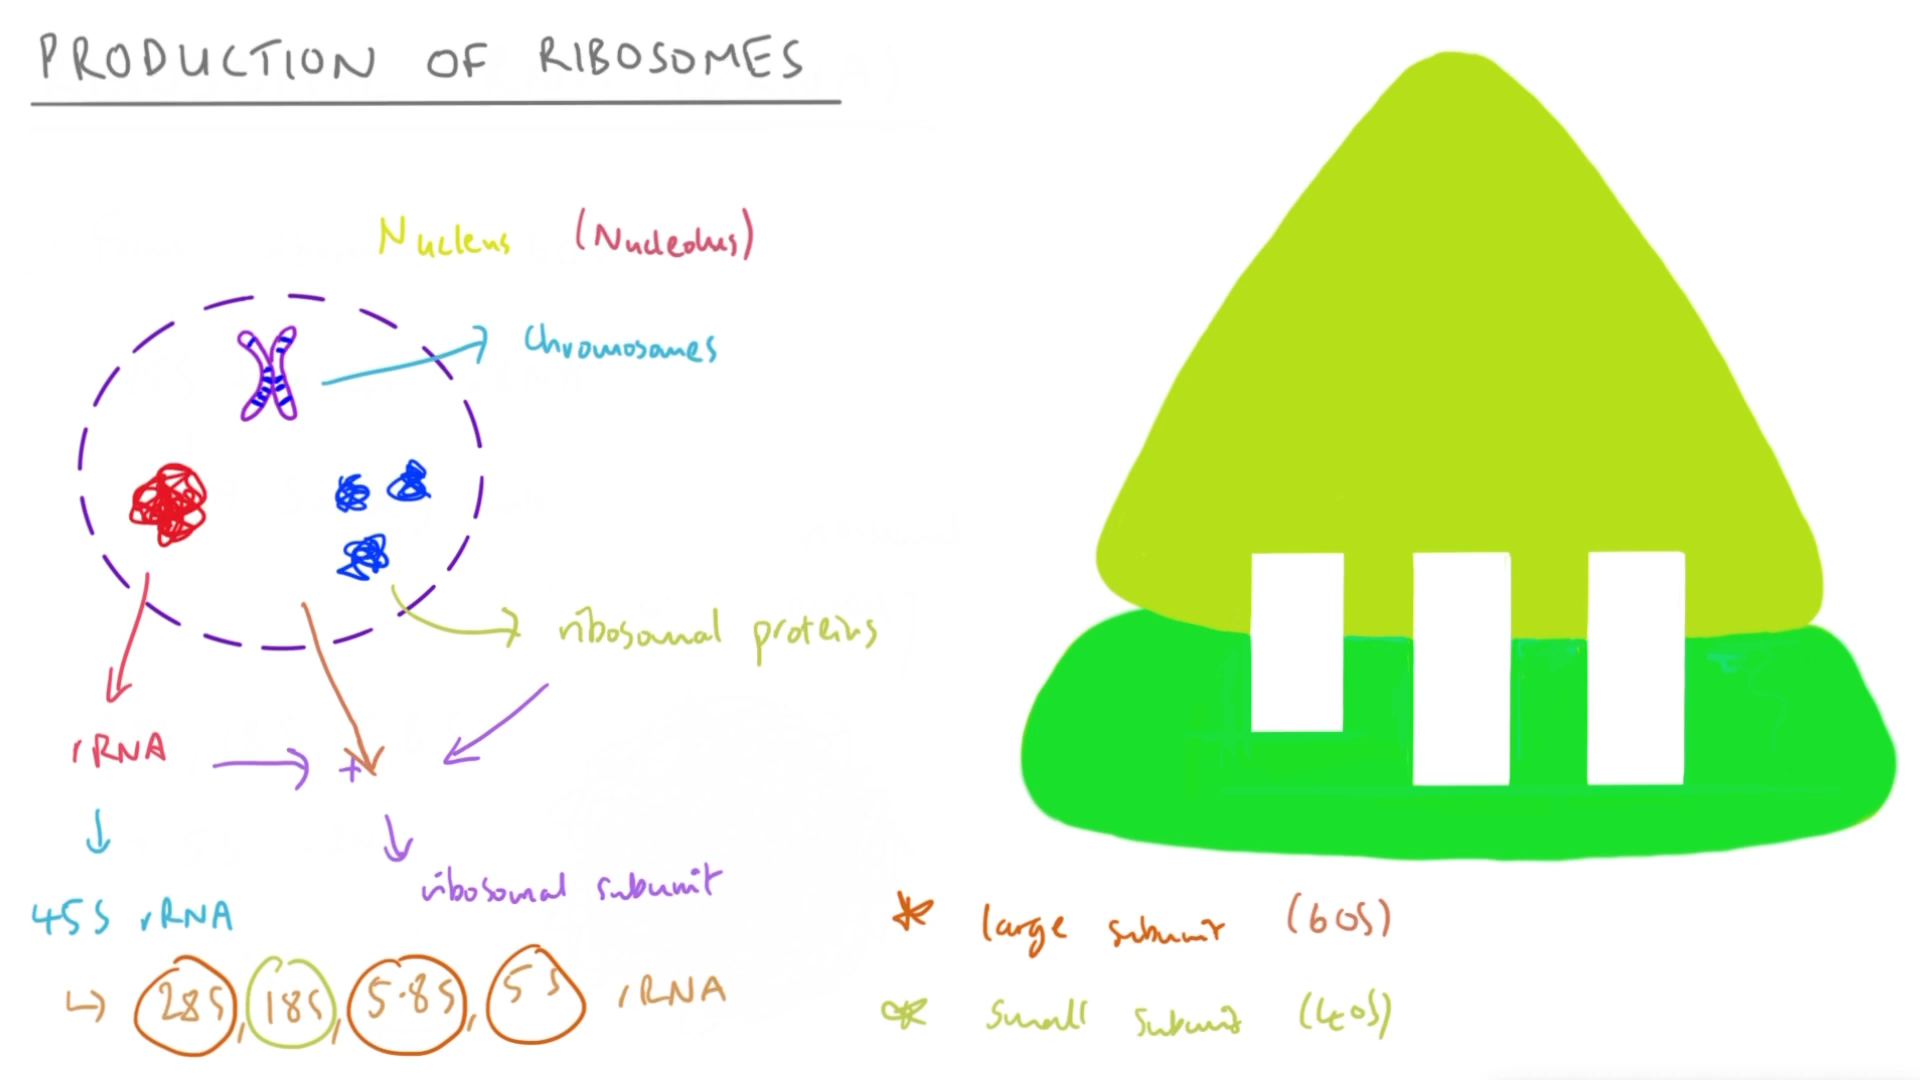 PRODUCTION OF RIBOSOMES
Nucleus (Nucleolus)
Chromosomes
ribosomal proteins
rRNA
+
ribosomal subunit
45S rRNA
28S, 18S, 5.8S, 5S rRNA
* large subunit (60S)
* small subunit (40S)